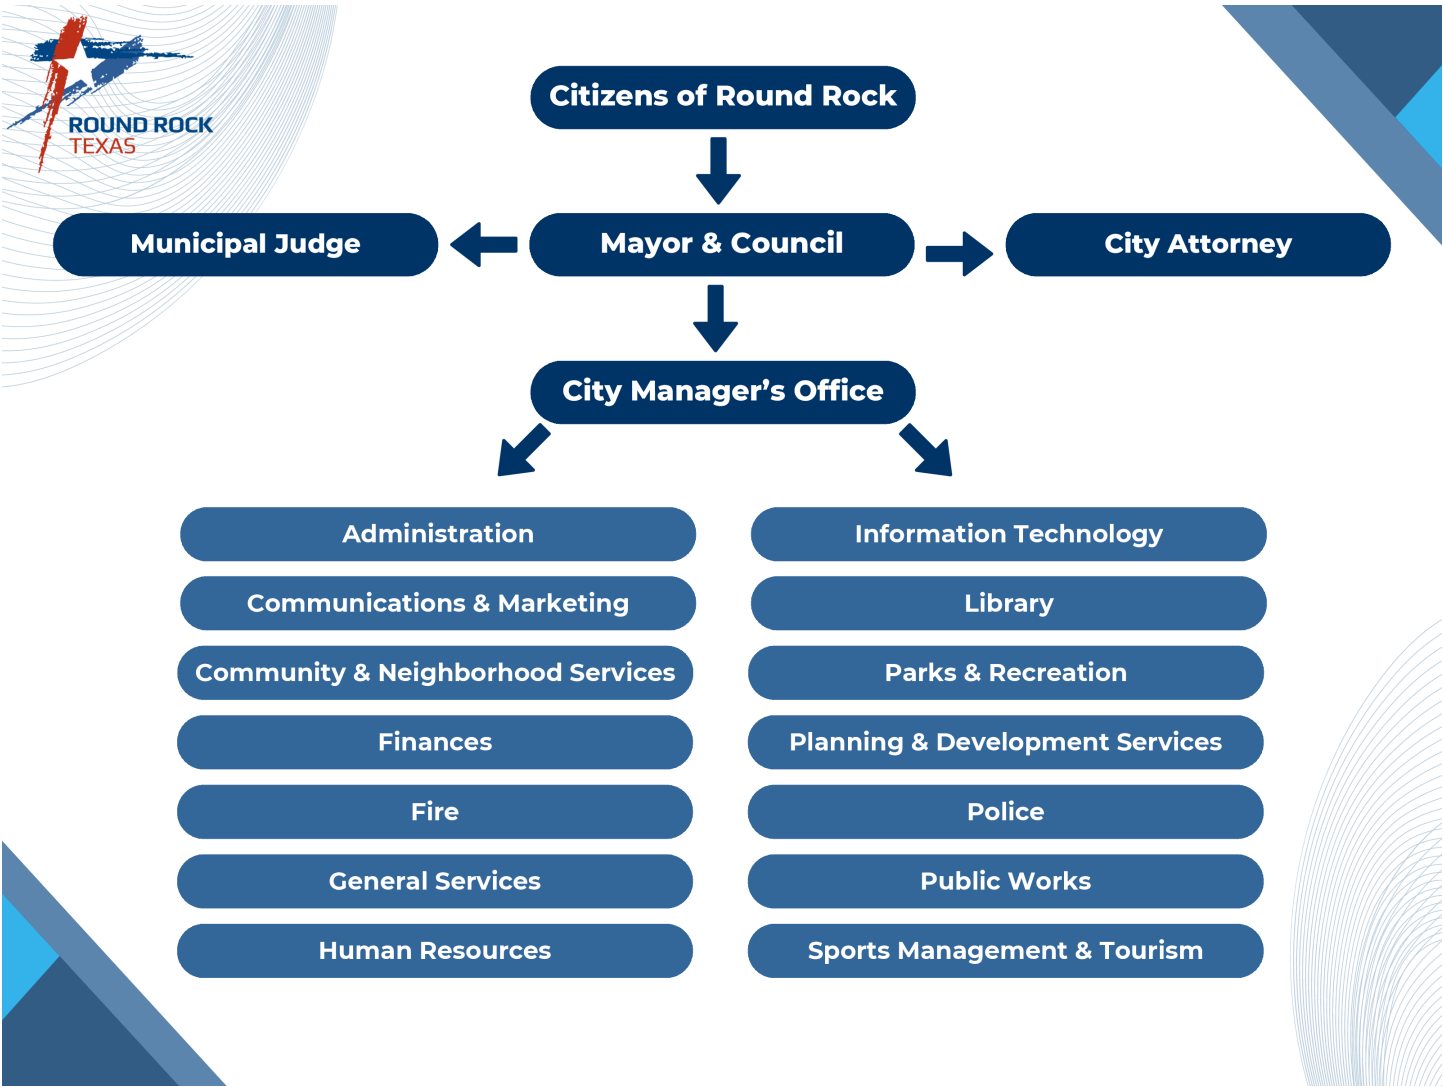 ROUND ROCK
TEXAS
Citizens of Round Rock
Municipal Judge
Mayor & Council
City Attorney
City Manager’s Office
Administration
Communications & Marketing
Community & Neighborhood Services
Finances
Fire
General Services
Human Resources
Information Technology
Library
Parks & Recreation
Planning & Development Services
Police
Public Works
Sports Management & Tourism